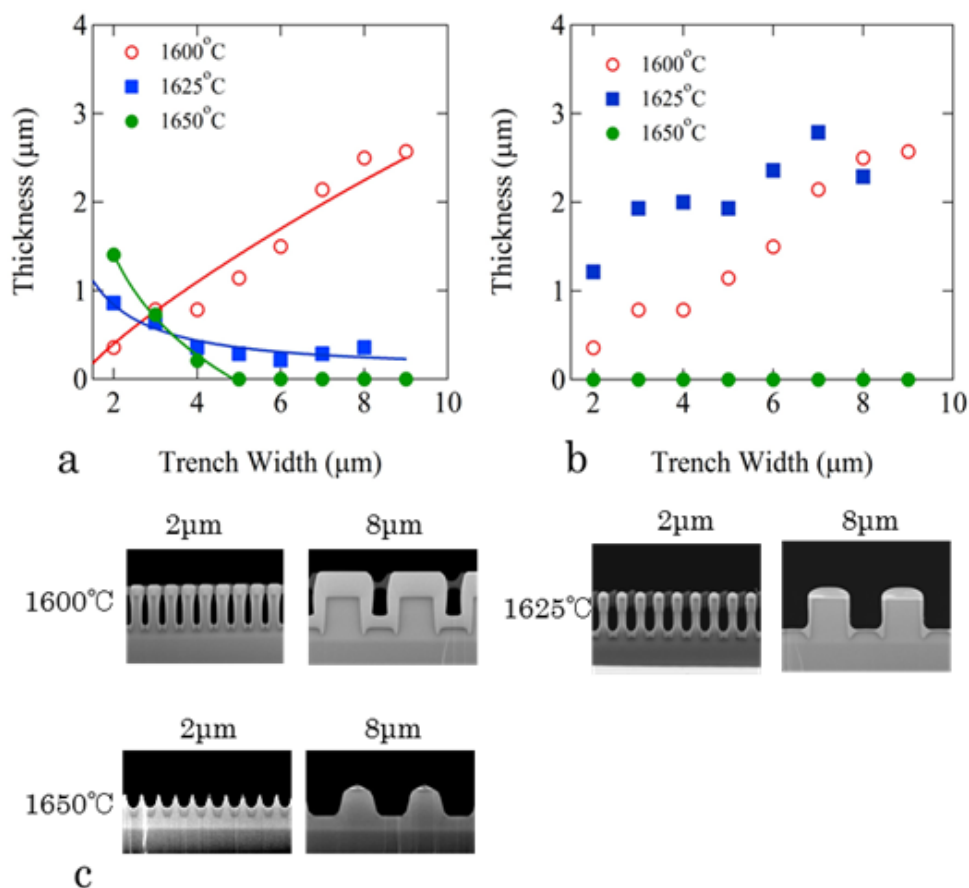 4
3
2
1
0
Thickness (µm)
1600°C
1625°C
1650°C
2 4 6 8 10
a Trench Width (µm)
4
3
2
1
0
Thickness (µm)
1600°C
1625°C
1650°C
2 4 6 8 10
b Trench Width (µm)
2µm 8µm
1600℃
2µm 8µm
1625℃
2µm 8µm
1650℃
c